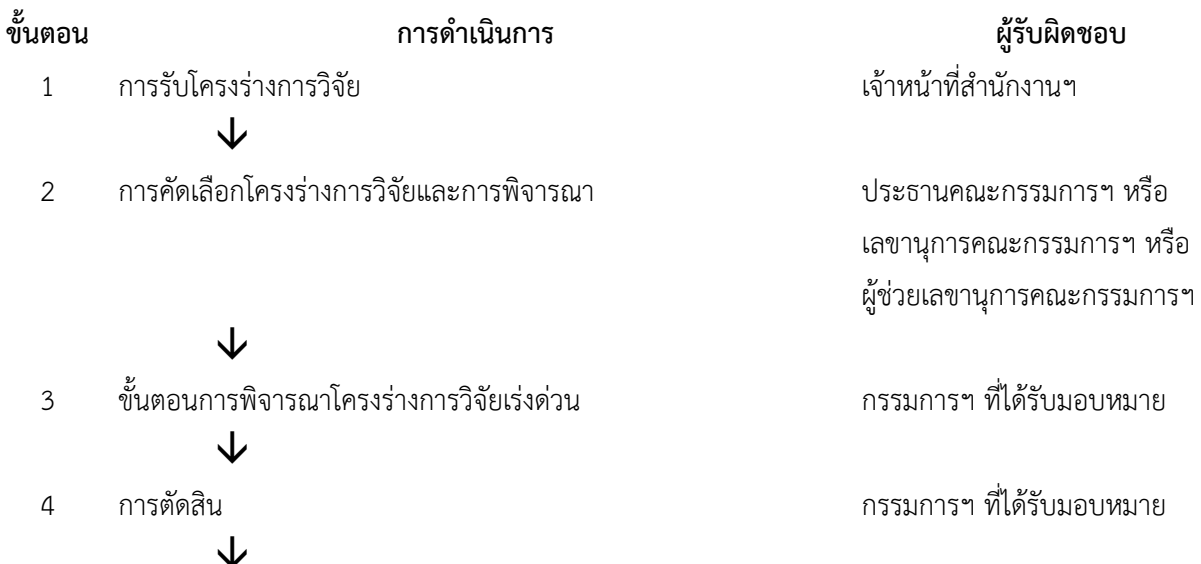 ขั้นตอน การดำเนินการ ผู้รับผิดชอบ
1 การรับโครงร่างการวิจัย เจ้าหน้าที่สำนักงานฯ
↓
2 การคัดเลือกโครงร่างการวิจัยและการพิจารณา ประธานคณะกรรมการฯ หรือ
เลขานุการคณะกรรมการฯ หรือ
ผู้ช่วยเลขานุการคณะกรรมการฯ
↓
3 ขั้นตอนการพิจารณาโครงร่างการวิจัยเร่งด่วน กรรมการฯ ที่ได้รับมอบหมาย
↓
4 การตัดสิน กรรมการฯ ที่ได้รับมอบหมาย
↓